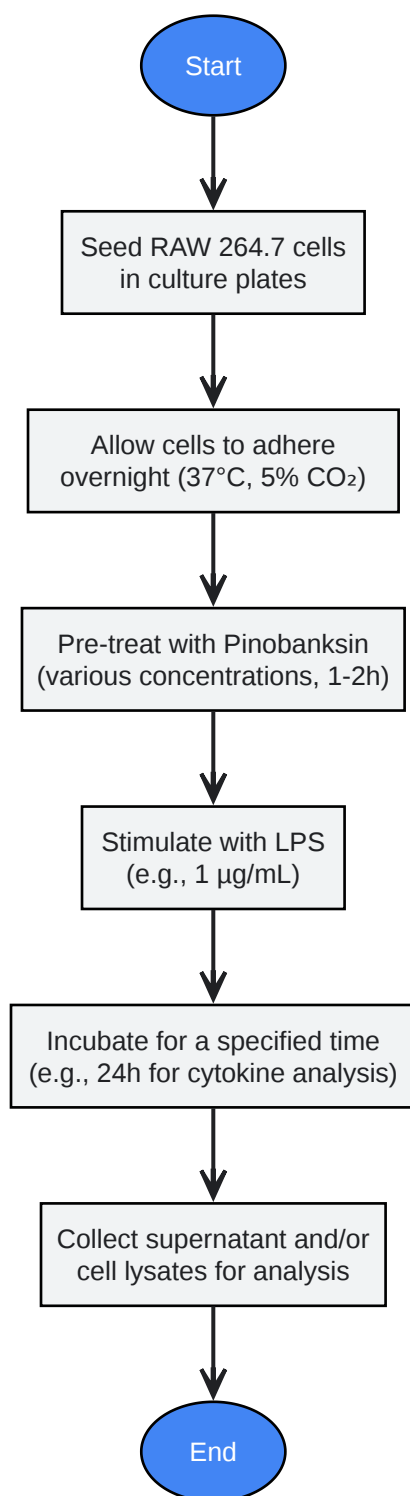 Start
Seed RAW 264.7 cells
in culture plates
Allow cells to adhere
overnight (37°C, 5% CO₂)
Pre-treat with Pinobanksin
(various concentrations, 1-2h)
Stimulate with LPS
(e.g., 1 µg/mL)
Incubate for a specified time
(e.g., 24h for cytokine analysis)
Collect supernatant and/or
cell lysates for analysis
End